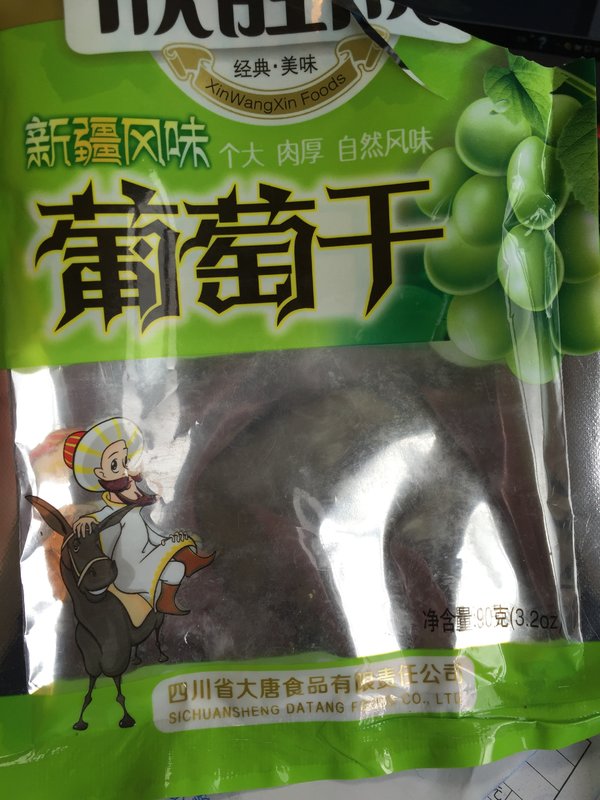 经典·美味
XinWangXin Foods
新疆风味 个大 肉厚 自然风味
葡萄干
净含量:90克(3.2oz
四川省大唐食品有限责任公司
SICHUANSHENG DATANG FOODS CO., LTD.